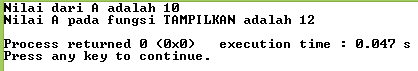 Nilai dari A adalah 10
Nilai A pada fungsi TAMPILKAN adalah 12
Process returned 0 (0x0)   execution time : 0.047 s
Press any key to continue.